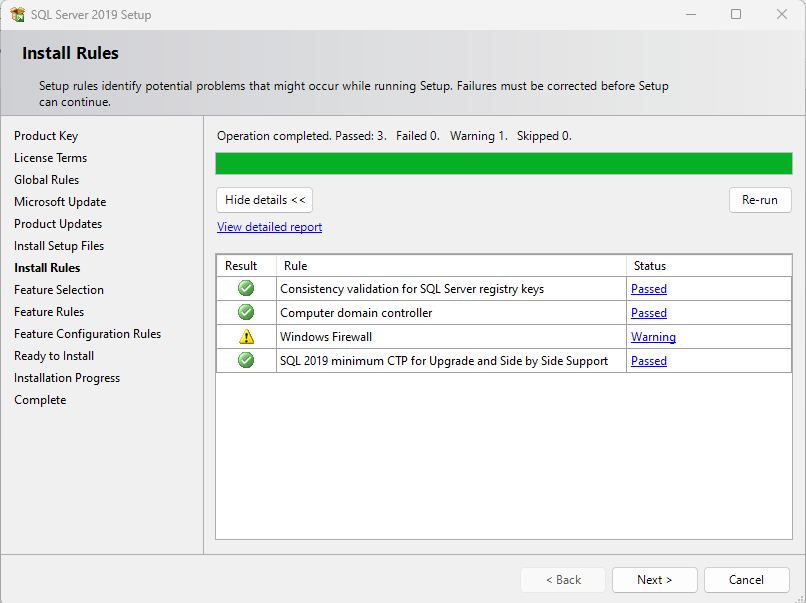 SQL Server 2019 Setup
Install Rules
Setup rules identify potential problems that might occur while running Setup. Failures must be corrected before Setup
can continue.
Product Key
License Terms
Global Rules
Microsoft Update
Product Updates
Install Setup Files
Install Rules
Feature Selection
Feature Rules
Feature Configuration Rules
Ready to Install
Installation Progress
Complete
Operation completed. Passed: 3.   Failed 0.   Warning 1.   Skipped 0.
Hide details <<
Re-run
View detailed report
Result Rule Status
Consistency validation for SQL Server registry keys Passed
Computer domain controller Passed
Windows Firewall Warning
SQL 2019 minimum CTP for Upgrade and Side by Side Support Passed
< Back Next > Cancel